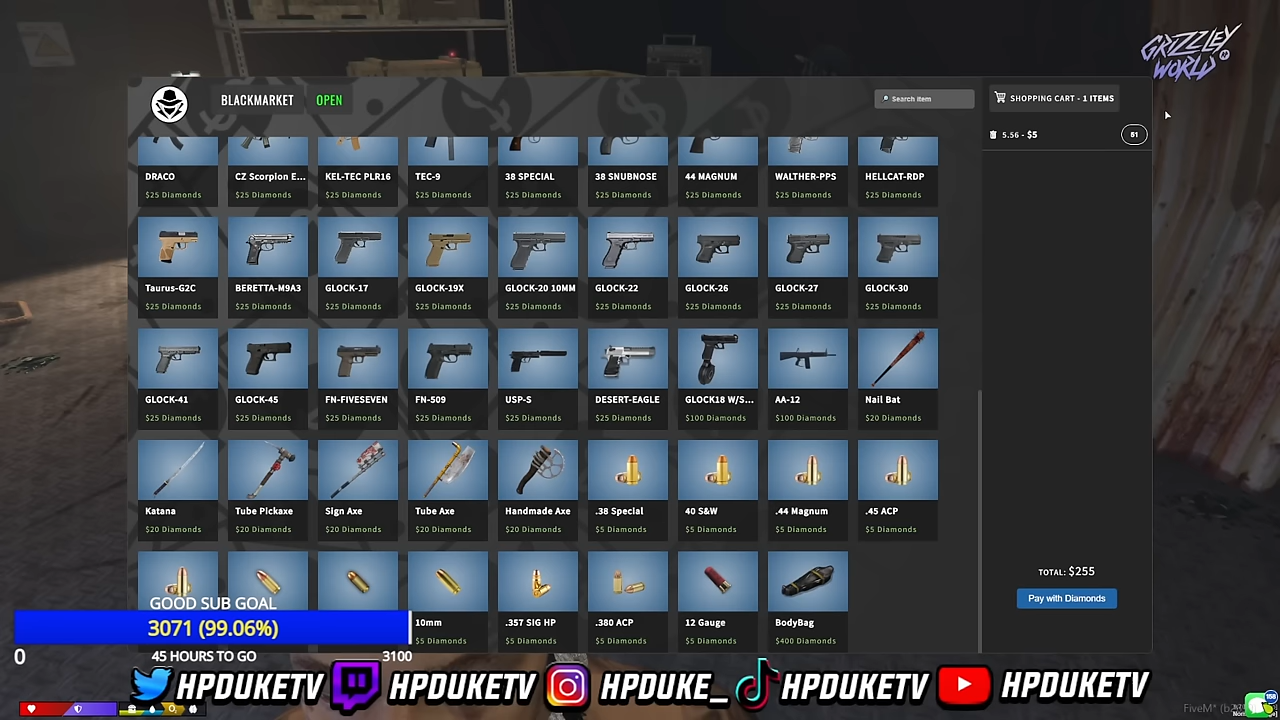 GRIZZLEY
WORLD
BLACKMARKET OPEN
Search item
SHOPPING CART - 1 ITEMS
5.56 - $5 51
DRACO CZ Scorpion E... KEL-TEC PLR16 TEC-9 38 SPECIAL 38 SNUBNOSE 44 MAGNUM WALTHER-PPS HELLCAT-RDP
$25 Diamonds $25 Diamonds $25 Diamonds $25 Diamonds $25 Diamonds $25 Diamonds $25 Diamonds $25 Diamonds $25 Diamonds
Taurus-G2C BERETTA-M9A3 GLOCK-17 GLOCK-19X GLOCK-20 10MM GLOCK-22 GLOCK-26 GLOCK-27 GLOCK-30
$25 Diamonds $25 Diamonds $25 Diamonds $25 Diamonds $25 Diamonds $25 Diamonds $25 Diamonds $25 Diamonds $25 Diamonds
GLOCK-41 GLOCK-45 FN-FIVESEVEN FN-509 USP-S DESERT-EAGLE GLOCK18 W/S... AA-12 Nail Bat
$25 Diamonds $25 Diamonds $25 Diamonds $25 Diamonds $25 Diamonds $25 Diamonds $100 Diamonds $100 Diamonds $20 Diamonds
Katana Tube Pickaxe Sign Axe Tube Axe Handmade Axe .38 Special 40 S&W .44 Magnum .45 ACP
$20 Diamonds $20 Diamonds $20 Diamonds $20 Diamonds $20 Diamonds $5 Diamonds $5 Diamonds $5 Diamonds $5 Diamonds
10mm .357 SIG HP .380 ACP 12 Gauge BodyBag
$5 Diamonds $5 Diamonds $5 Diamonds $5 Diamonds $400 Diamonds
TOTAL: $255
Pay with Diamonds
GOOD SUB GOAL
3071 (99.06%)
0 45 HOURS TO GO 3100
HPDUKETV HPDUKETV HPDUKE_ HPDUKETV HPDUKETV
FiveM*